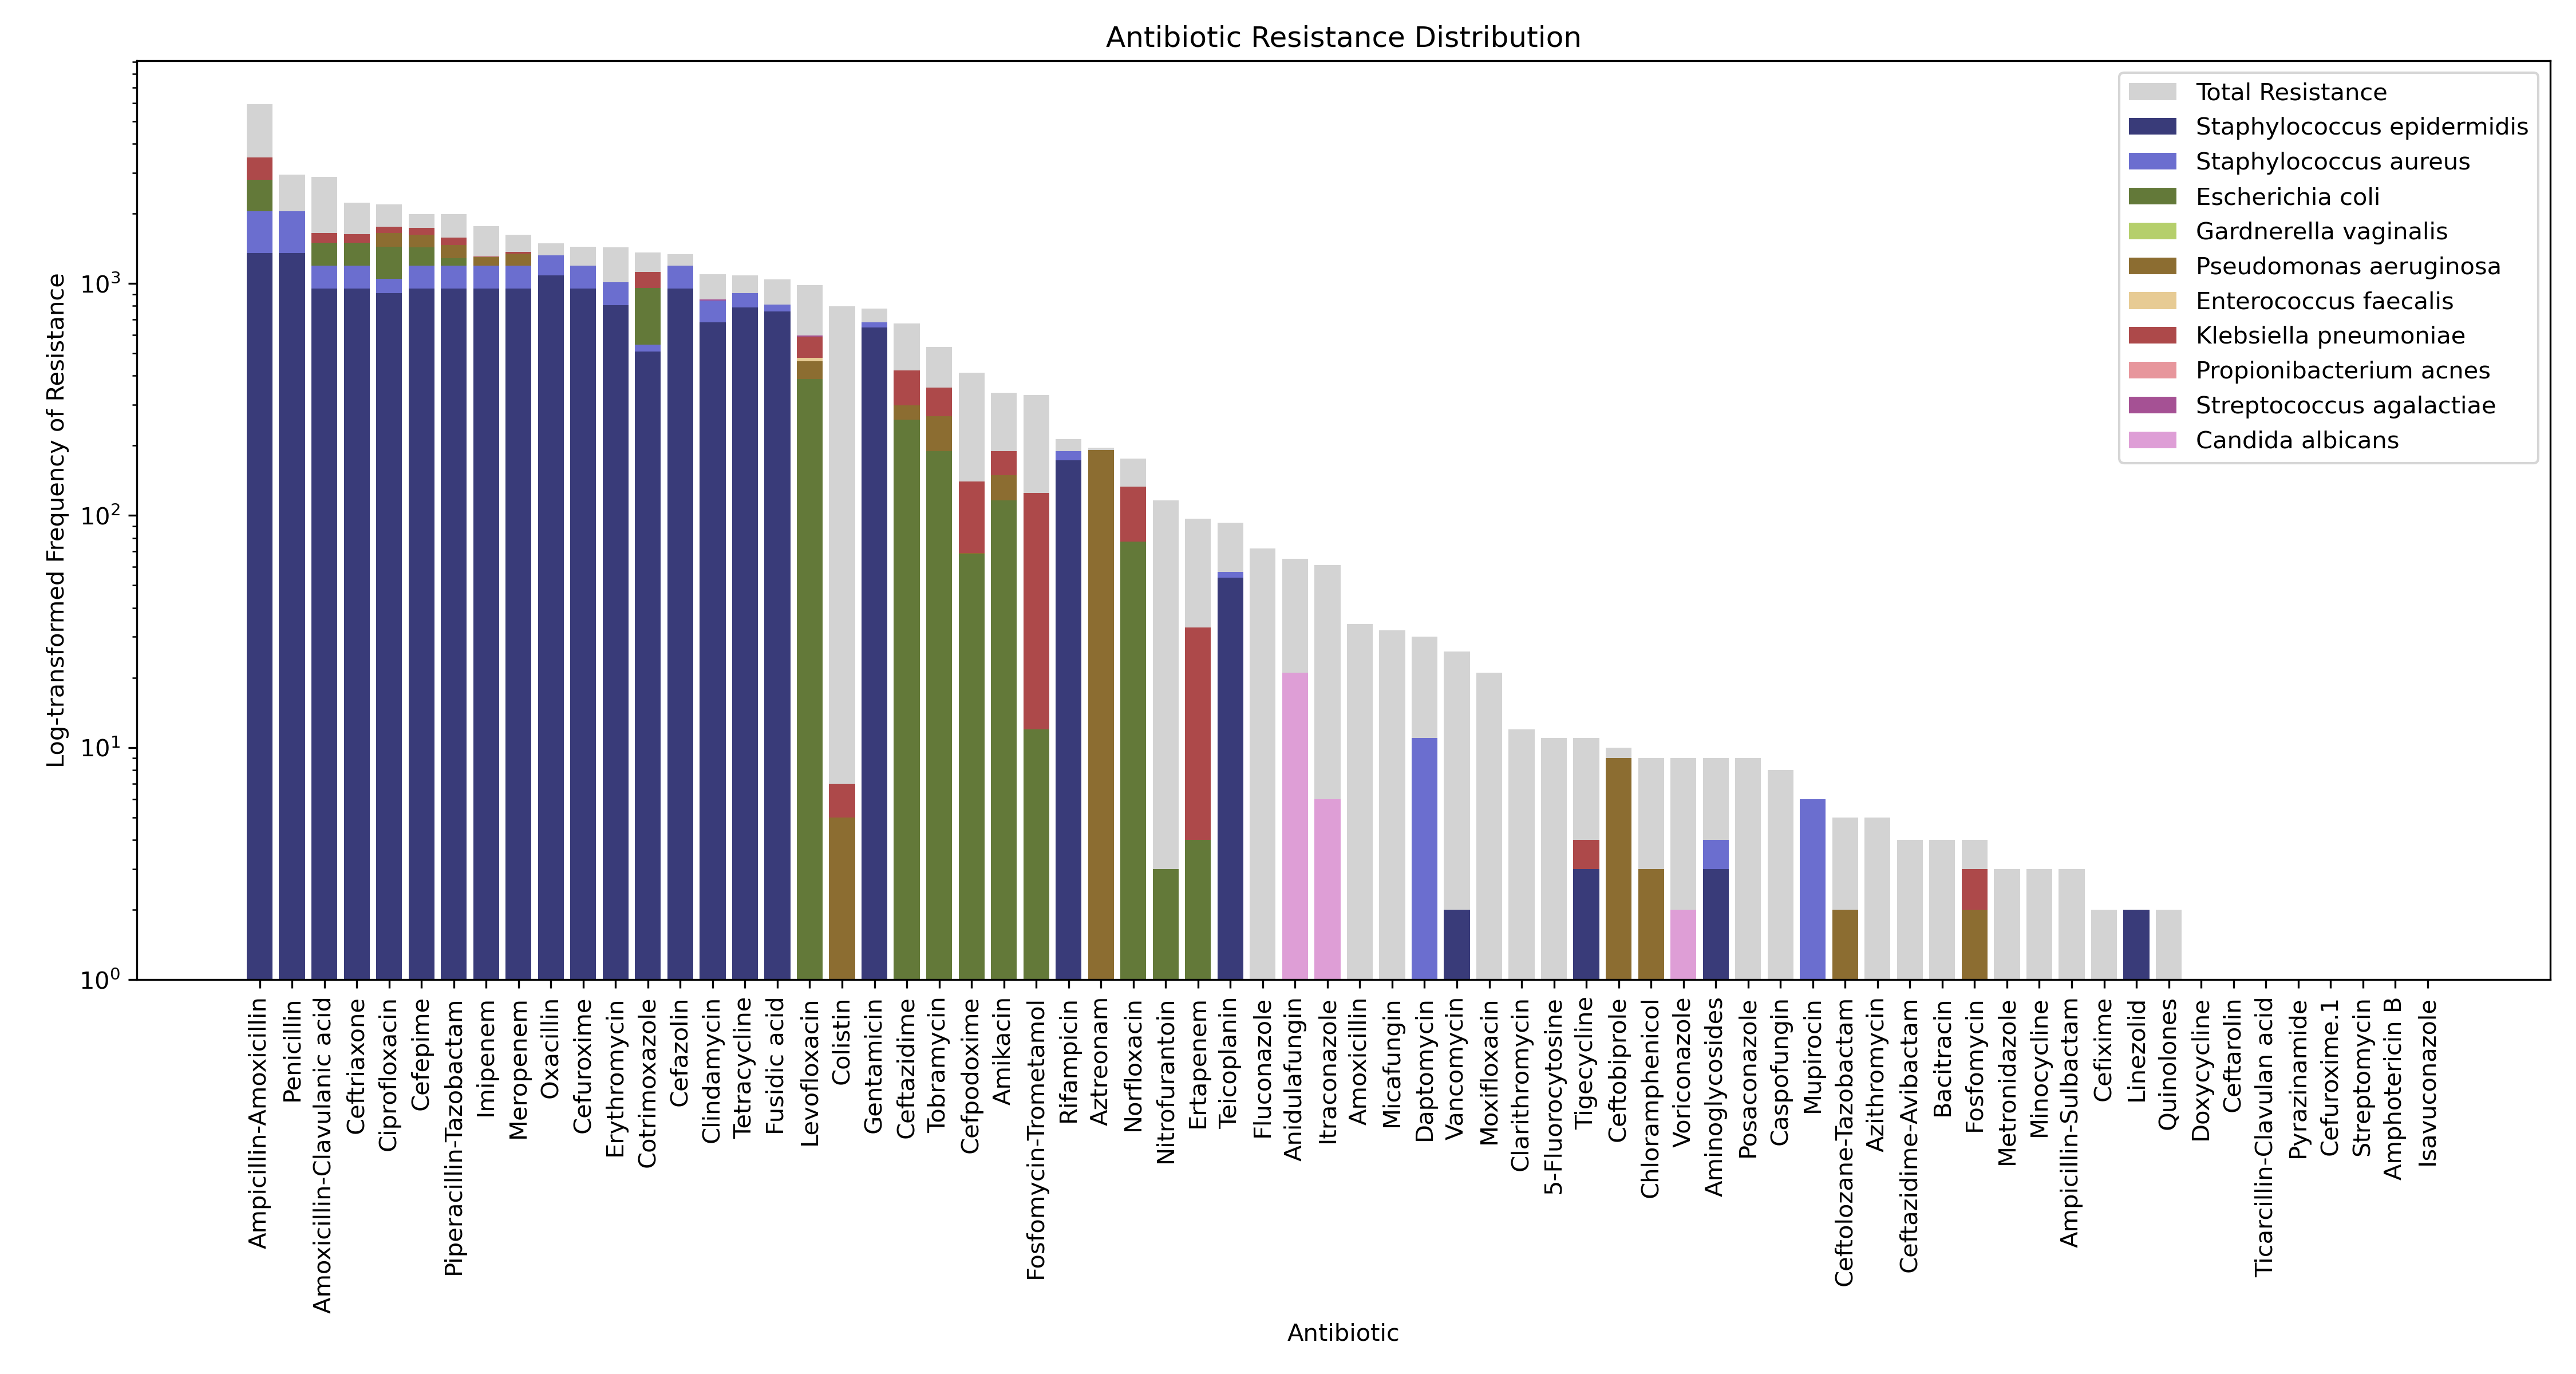 Antibiotic Resistance Distribution
Log-transformed Frequency of Resistance
10³
10²
10¹
10⁰
Total Resistance
Staphylococcus epidermidis
Staphylococcus aureus
Escherichia coli
Gardnerella vaginalis
Pseudomonas aeruginosa
Enterococcus faecalis
Klebsiella pneumoniae
Propionibacterium acnes
Streptococcus agalactiae
Candida albicans
Ampicillin-Amoxicillin
Penicillin
Amoxicillin-Clavulanic acid
Ceftriaxone
Ciprofloxacin
Cefepime
Piperacillin-Tazobactam
Imipenem
Meropenem
Oxacillin
Cefuroxime
Erythromycin
Cotrimoxazole
Cefazolin
Clindamycin
Tetracycline
Fusidic acid
Levofloxacin
Colistin
Gentamicin
Ceftazidime
Tobramycin
Cefpodoxime
Amikacin
Fosfomycin-Trometamol
Rifampicin
Aztreonam
Norfloxacin
Nitrofurantoin
Ertapenem
Teicoplanin
Fluconazole
Anidulafungin
Itraconazole
Amoxicillin
Micafungin
Daptomycin
Vancomycin
Moxifloxacin
Clarithromycin
5-Fluorocytosine
Tigecycline
Ceftobiprole
Chloramphenicol
Voriconazole
Aminoglycosides
Posaconazole
Caspofungin
Mupirocin
Ceftolozane-Tazobactam
Azithromycin
Ceftazidime-Avibactam
Bacitracin
Fosfomycin
Metronidazole
Minocycline
Ampicillin-Sulbactam
Cefixime
Linezolid
Quinolones
Doxycycline
Ceftarolin
Ticarcillin-Clavulan acid
Pyrazinamide
Cefuroxime.1
Streptomycin
Amphotericin B
Isavuconazole
Antibiotic